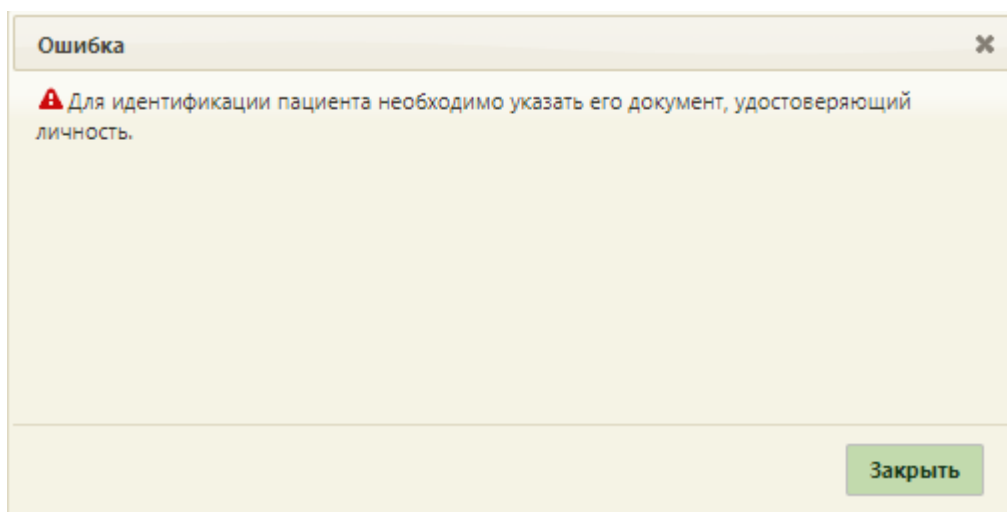 Ошибка
Для идентификации пациента необходимо указать его документ, удостоверяющий
личность.
Закрыть